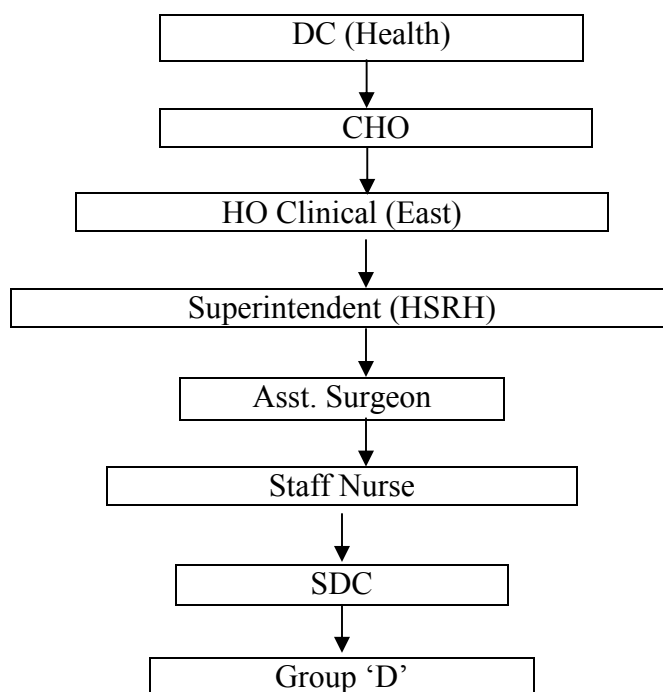 DC (Health)
CHO
HO Clinical (East)
Superintendent (HSRH)
Asst. Surgeon
Staff Nurse
SDC
Group ‘D’